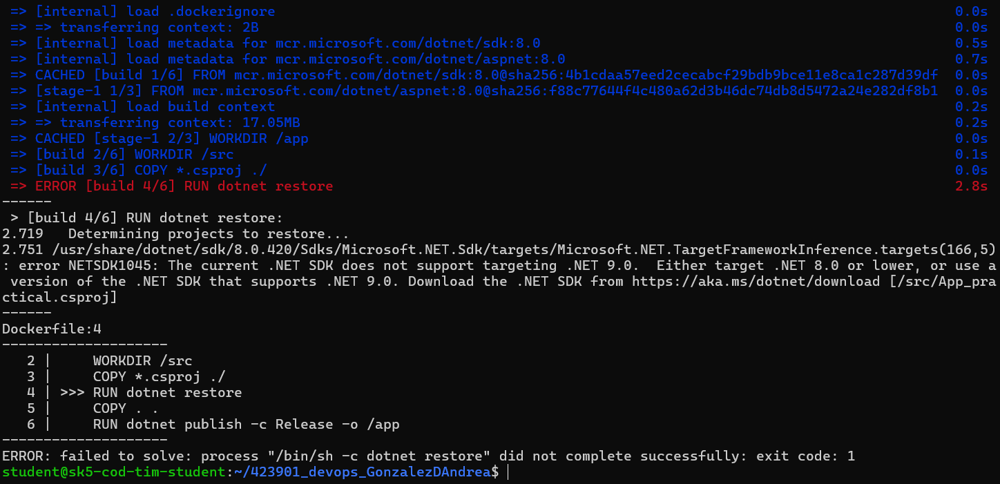 => [internal] load .dockerignore 0.0s
=> => transferring context: 2B 0.0s
=> [internal] load metadata for mcr.microsoft.com/dotnet/sdk:8.0 0.5s
=> [internal] load metadata for mcr.microsoft.com/dotnet/aspnet:8.0 0.7s
=> CACHED [build 1/6] FROM mcr.microsoft.com/dotnet/sdk:8.0@sha256:4b1cdaa57eed2cecabcf29bdb9bce11e8ca1c287d39df 0.0s
=> [stage-1 1/3] FROM mcr.microsoft.com/dotnet/aspnet:8.0@sha256:f88c77644f4c480a62d3b46dc74db8d5472a24e282df8b1 0.0s
=> [internal] load build context 0.2s
=> => transferring context: 17.05MB 0.2s
=> CACHED [stage-1 2/3] WORKDIR /app 0.0s
=> [build 2/6] WORKDIR /src 0.1s
=> [build 3/6] COPY *.csproj ./ 0.0s
=> ERROR [build 4/6] RUN dotnet restore 2.8s
------
> [build 4/6] RUN dotnet restore:
2.719   Determining projects to restore...
2.751 /usr/share/dotnet/sdk/8.0.420/Sdks/Microsoft.NET.Sdk/targets/Microsoft.NET.TargetFrameworkInference.targets(166,5)
: error NETSDK1045: The current .NET SDK does not support targeting .NET 9.0.  Either target .NET 8.0 or lower, or use a
version of the .NET SDK that supports .NET 9.0. Download the .NET SDK from https://aka.ms/dotnet/download [/src/App_pra
ctical.csproj]
------
Dockerfile:4
--------------------
2 |     WORKDIR /src
3 |     COPY *.csproj ./
4 | >>> RUN dotnet restore
5 |     COPY . .
6 |     RUN dotnet publish -c Release -o /app
--------------------
ERROR: failed to solve: process "/bin/sh -c dotnet restore" did not complete successfully: exit code: 1
student@sk5-cod-tim-student:~/423901_devops_GonzalezDAndrea$